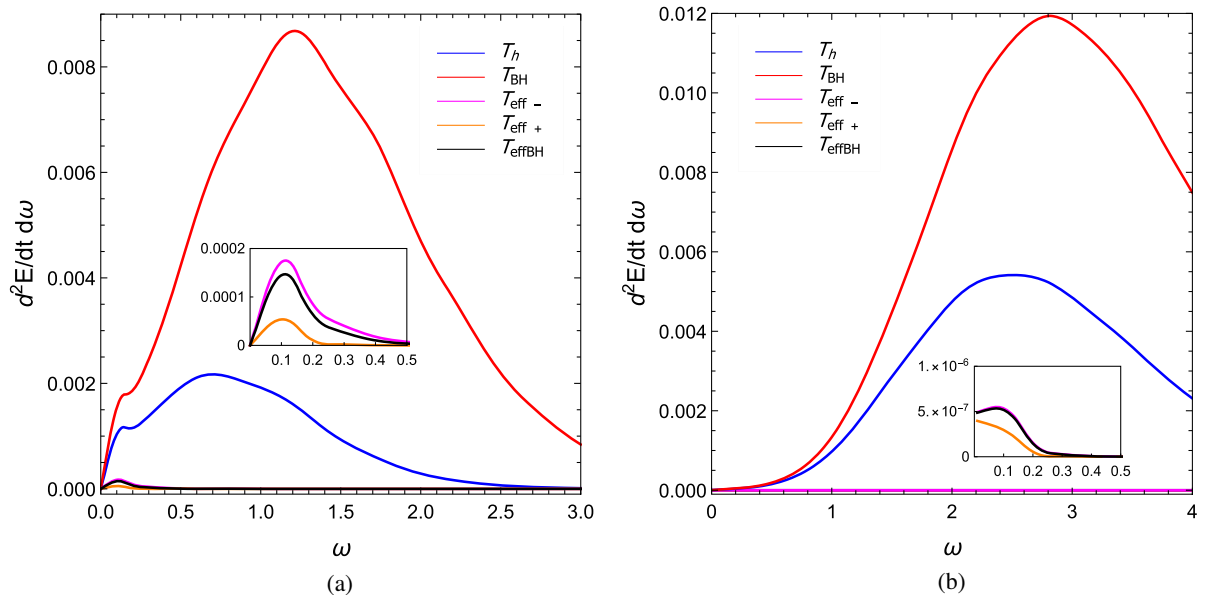 (a)
d²E/dt dω
0.008
0.006
0.004
0.002
0.000
T_h
T_BH
T_eff −
T_eff +
T_effBH
0.0002
0.0001
0
0.1 0.2 0.3 0.4 0.5
0.0 0.5 1.0 1.5 2.0 2.5 3.0
ω
(a)
d²E/dt dω
0.012
0.010
0.008
0.006
0.004
0.002
0.000
T_h
T_BH
T_eff −
T_eff +
T_effBH
1.×10⁻⁶
5.×10⁻⁷
0
0.1 0.2 0.3 0.4 0.5
0 1 2 3 4
ω
(b)